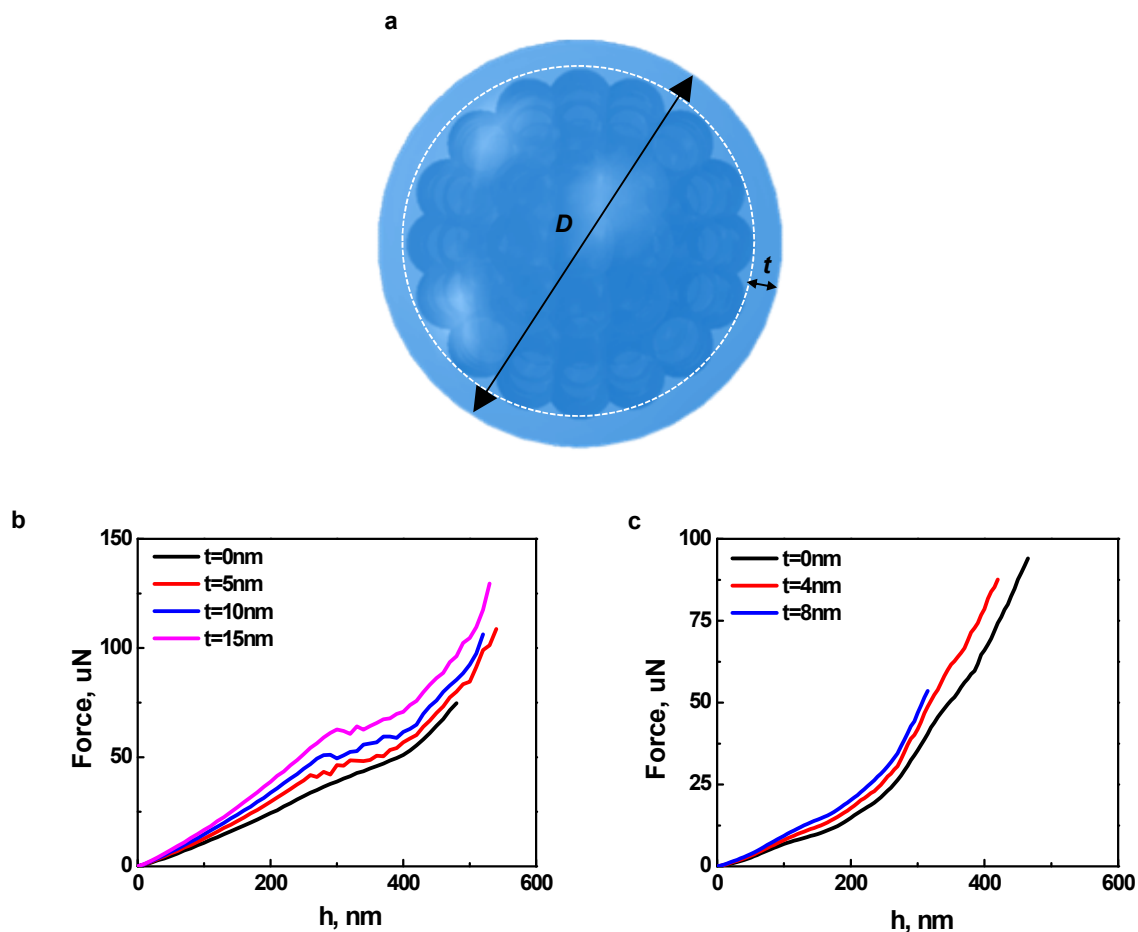 a
D
t
b
150
100
50
0
0
200
400
600
Force, uN
h, nm
t=0nm
t=5nm
t=10nm
t=15nm
c
100
75
50
25
0
0
200
400
600
Force, uN
h, nm
t=0nm
t=4nm
t=8nm